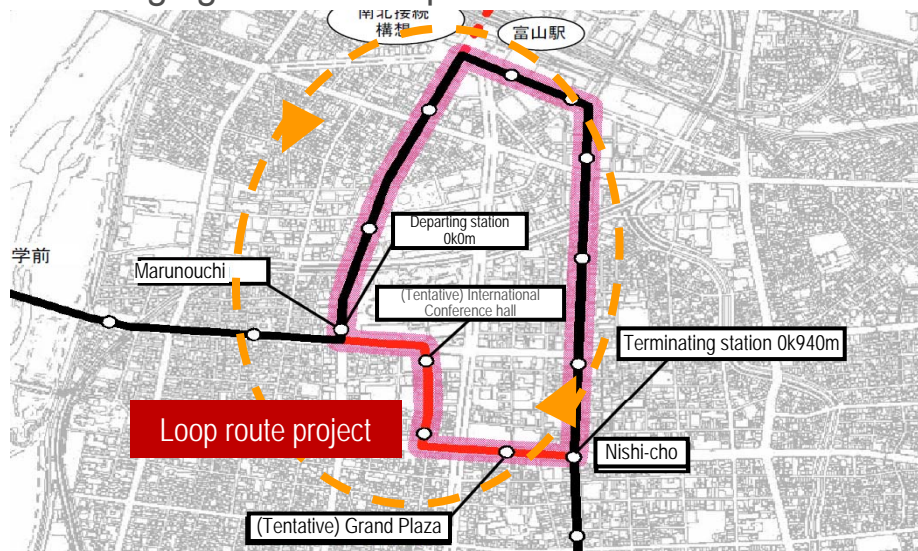 南北接続
構想
富山駅
Departing station
0k0m
学前
Marunouchi
(Tentative) International
Conference hall
Terminating station 0k940m
Loop route project
Nishi-cho
(Tentative) Grand Plaza